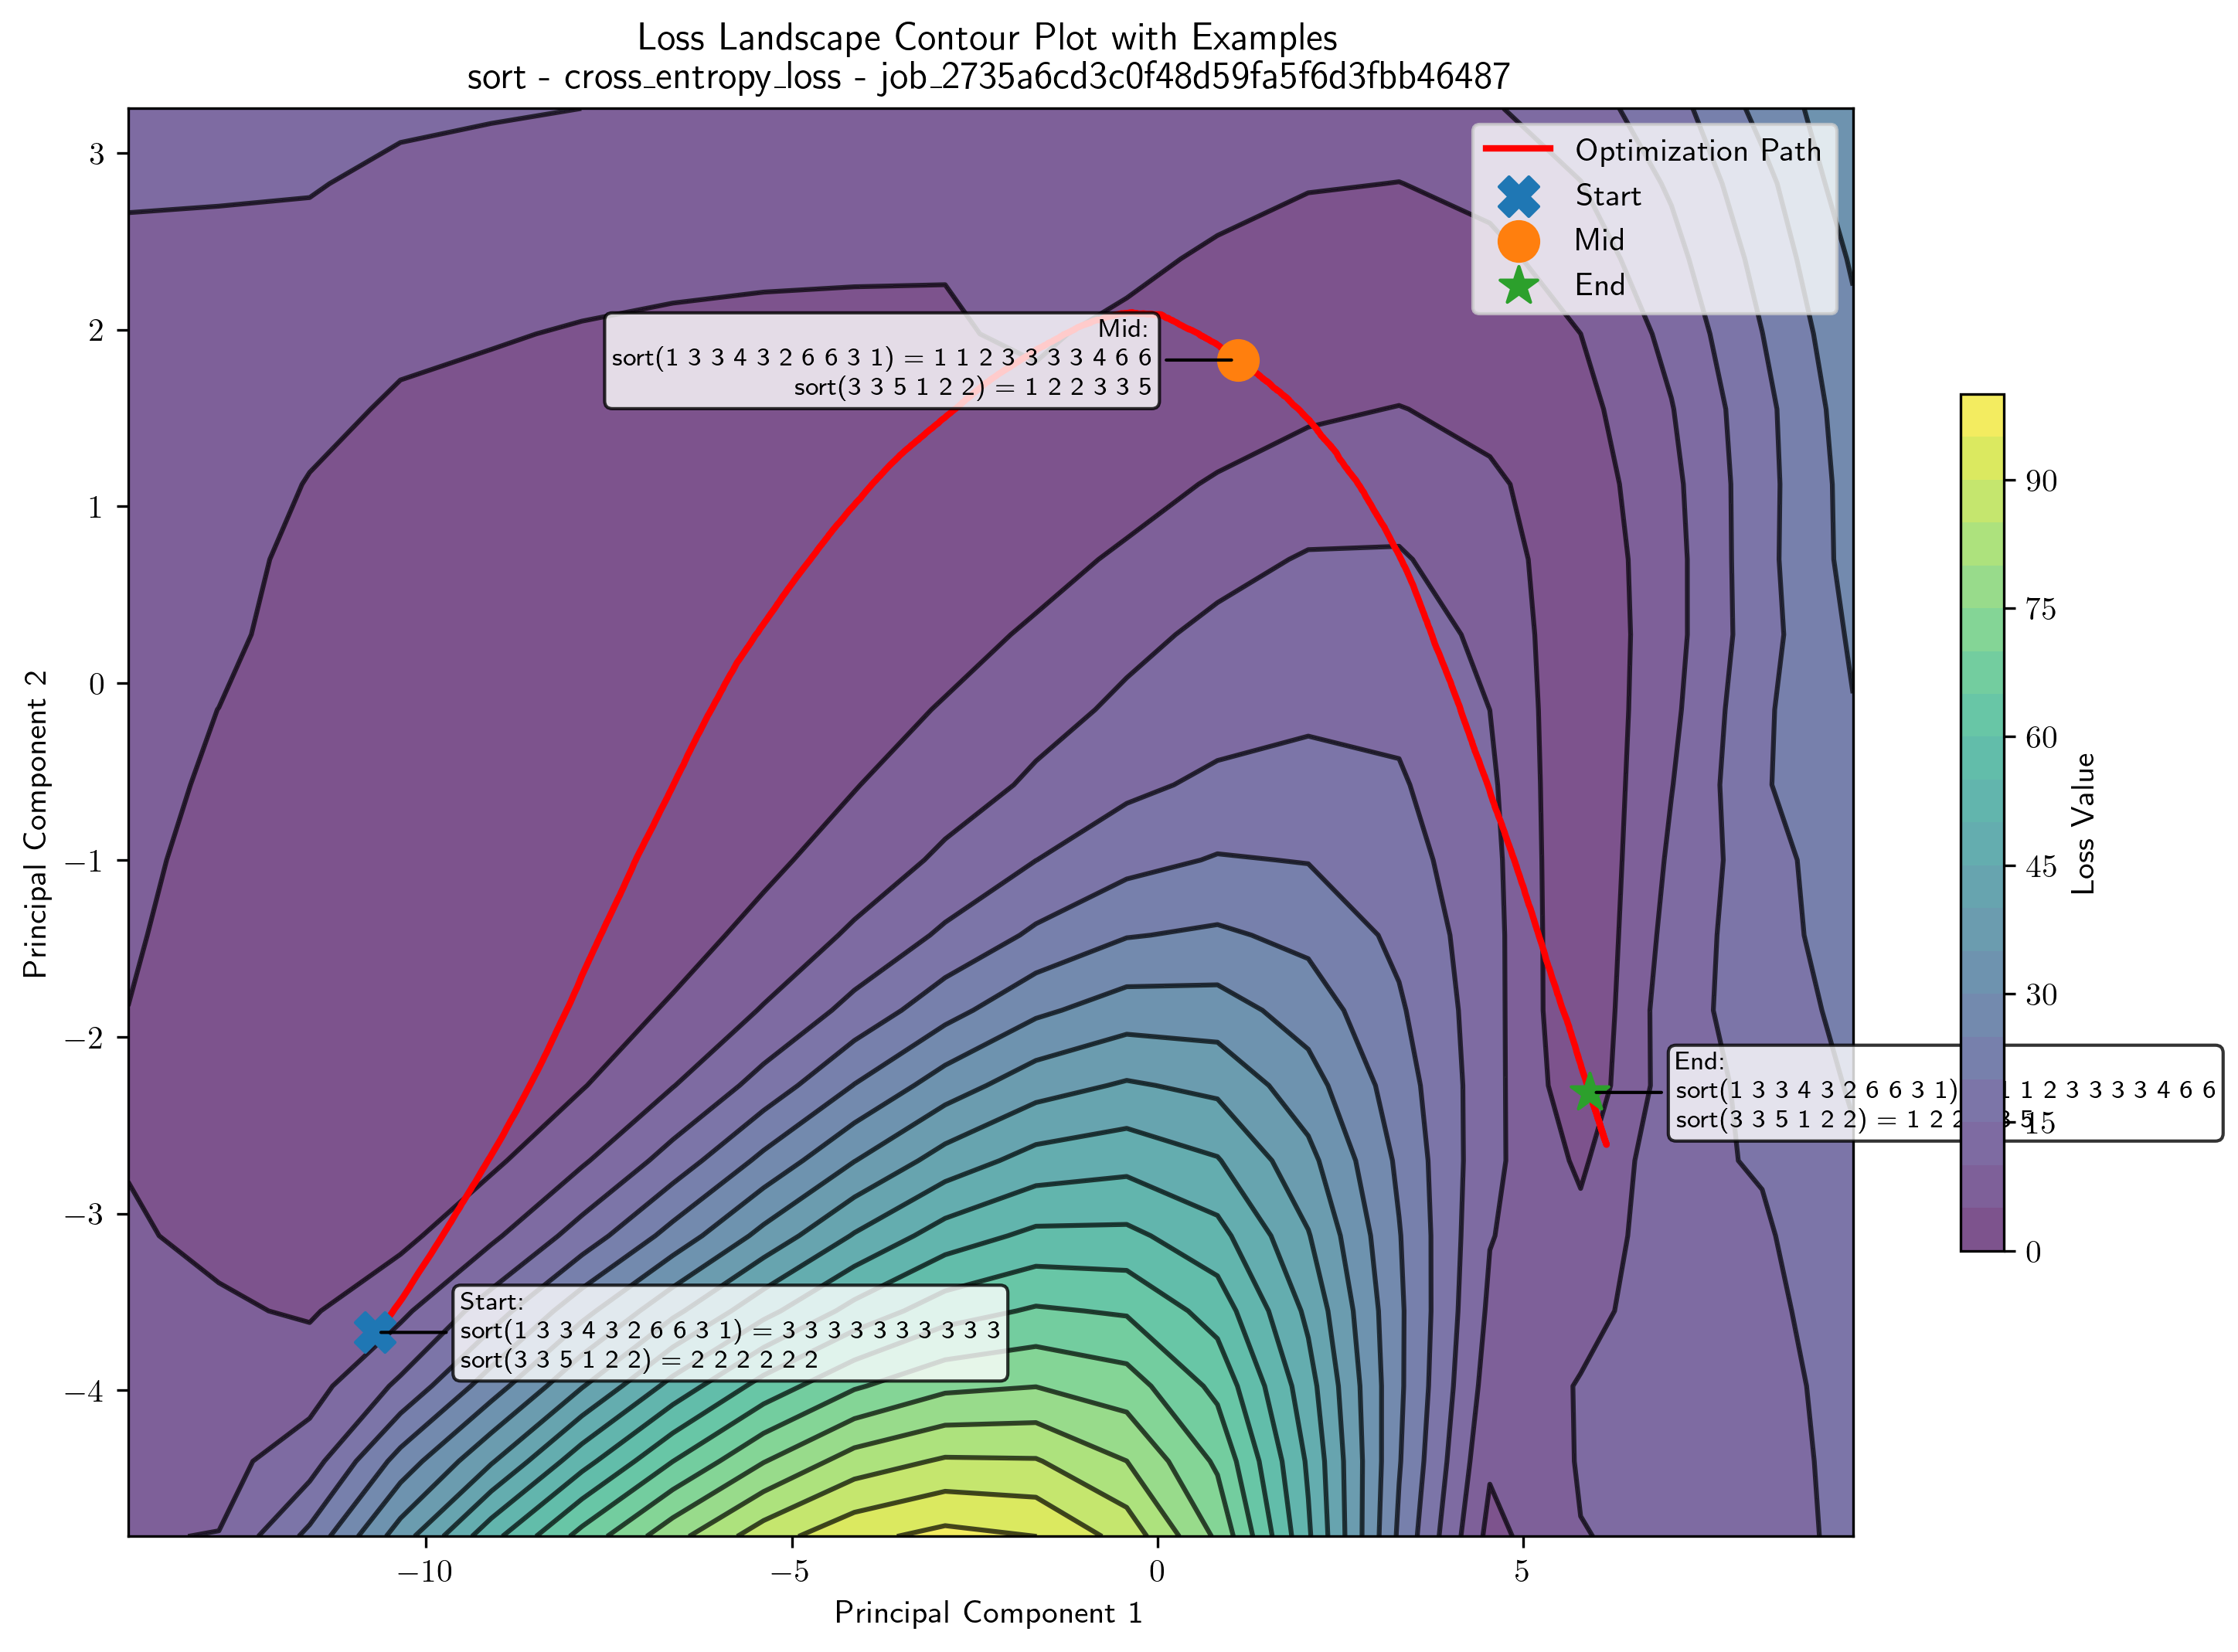 Loss Landscape Contour Plot with Examples
sort - cross_entropy_loss - job_2735a6cd3c0f48d59fa5f6d3fbb46487
Optimization Path
Start
Mid
End
Mid:
sort(1 3 3 4 3 2 6 6 3 1) = 1 1 2 3 3 3 3 4 6 6
sort(3 3 5 1 2 2) = 1 2 2 3 3 5
End:
sort(1 3 3 4 3 2 6 6 3 1) 1 1 2 3 3 3 3 4 6 6
sort(3 3 5 1 2 2) = 1 2 2 3 5
Start:
sort(1 3 3 4 3 2 6 6 3 1) = 3 3 3 3 3 3 3 3 3 3
sort(3 3 5 1 2 2) = 2 2 2 2 2 2
3
2
1
0
−1
−2
−3
−4
Principal Component 2
−10
−5
0
5
Principal Component 1
90
75
60
45
30
15
0
Loss Value